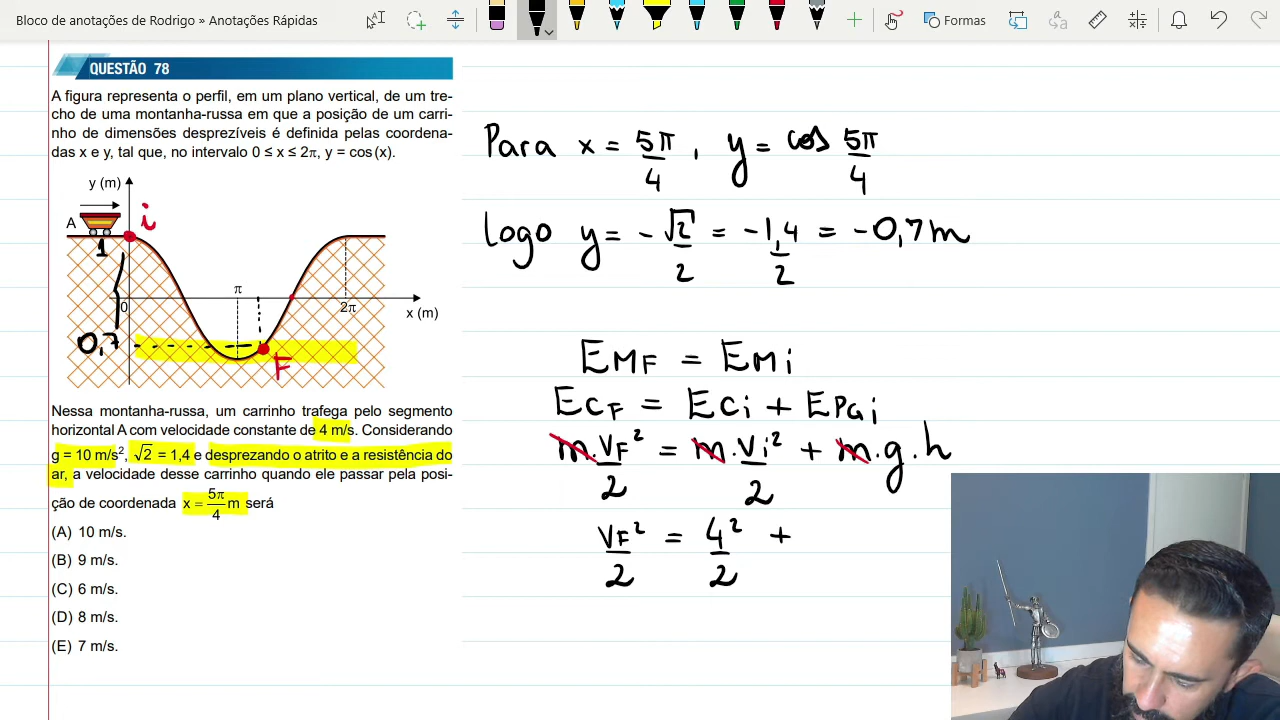 Bloco de Notações de Rodrigo » Anotações Rápidas
Formas
QUESTÃO 78
A figura representa o perfil, em um plano vertical, de um tre-
cho de uma montanha-russa em que a posição de um carri-
nho de dimensões desprezíveis é definida pelas coordena-
das x e y, tal que, no intervalo 0 ≤ x ≤ 2π, y = cos (x).
y (m)
A
i
1
π
0
2π
x (m)
0,7
F
Nessa montanha-russa, um carrinho trafega pelo segmento
horizontal A com velocidade constante de 4 m/s. Considerando
g = 10 m/s², √2 = 1,4 e desprezando o atrito e a resistência do
ar, a velocidade desse carrinho quando ele passar pela posi-
ção de coordenada x = 5π/4 m será
(A) 10 m/s.
(B) 9 m/s.
(C) 6 m/s.
(D) 8 m/s.
(E) 7 m/s.
Para x = 5π/4 , y = cos 5π/4
Logo y = - √2/2 = -1,4/2 = -0,7m
EMF = EMi
ECF = ECi + EPGi
m.VF²/2 = m.Vi²/2 + m.g.h
VF²/2 = 4²/2 +